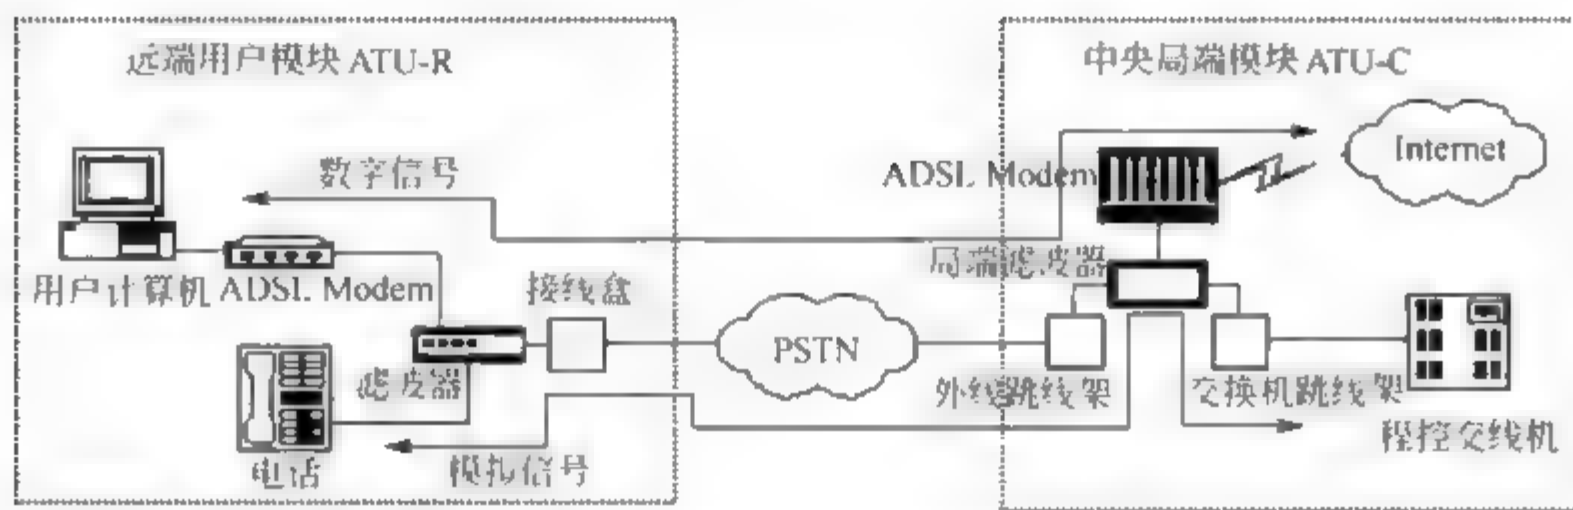 远端用户模块 ATU-R
数字信号
用户计算机
ADSL Modem
接线盒
滤波器
电话
模拟信号
PSTN
中央局端模块 ATU-C
Internet
ADSL Modem
局端滤波器
外线跳线架
交换机跳线架
程控交线机